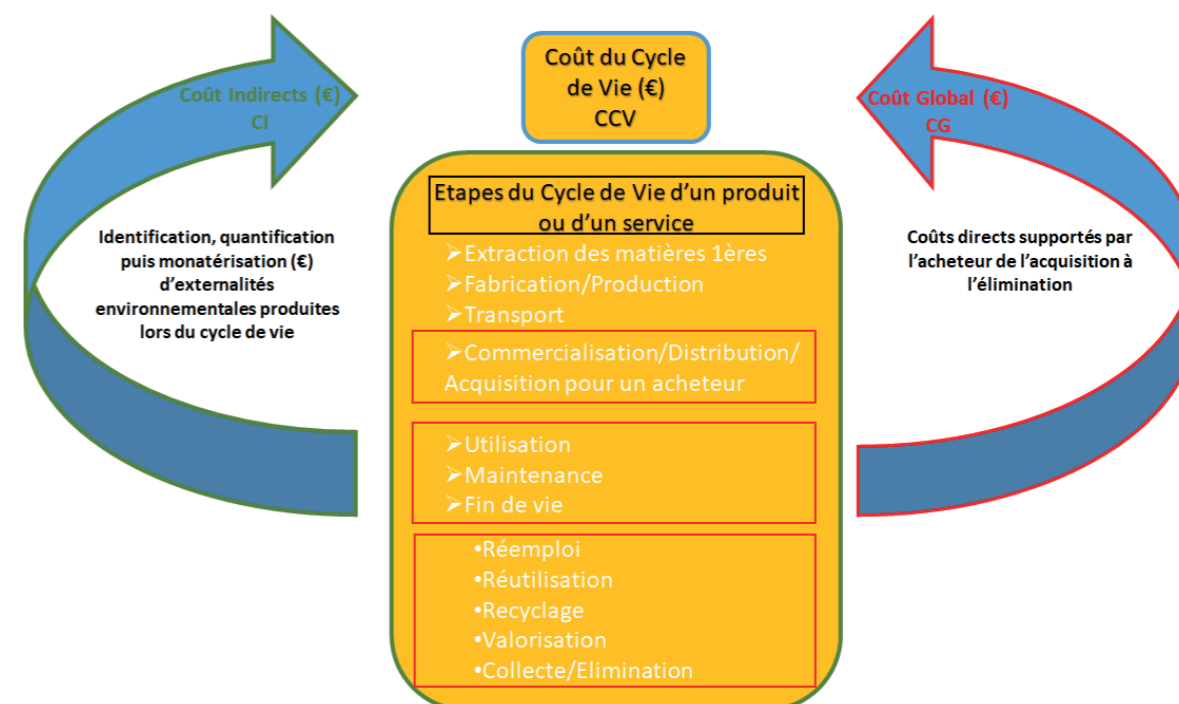 Coût du Cycle
de Vie (€)
CCV
Coût Indirects (€)
CI
Coût Global (€)
CG
Identification, quantification
puis monatérisation (€)
d'externalités
environnementales produites
lors du cycle de vie
Etapes du Cycle de Vie d'un produit
ou d'un service
➢Extraction des matières 1ères
➢Fabrication/Production
➢Transport
➢Commercialisation/Distribution/
Acquisition pour un acheteur
➢Utilisation
➢Maintenance
➢Fin de vie
•Réemploi
•Réutilisation
•Recyclage
•Valorisation
•Collecte/Elimination
Coûts directs supportés par
l'acheteur de l'acquisition à
l'élimination